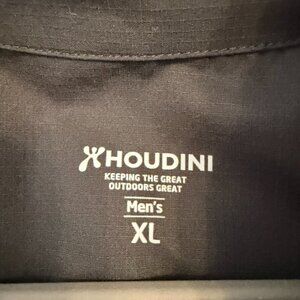 HOUDINI
KEEPING THE GREAT
OUTDOORS GREAT
Men's
XL